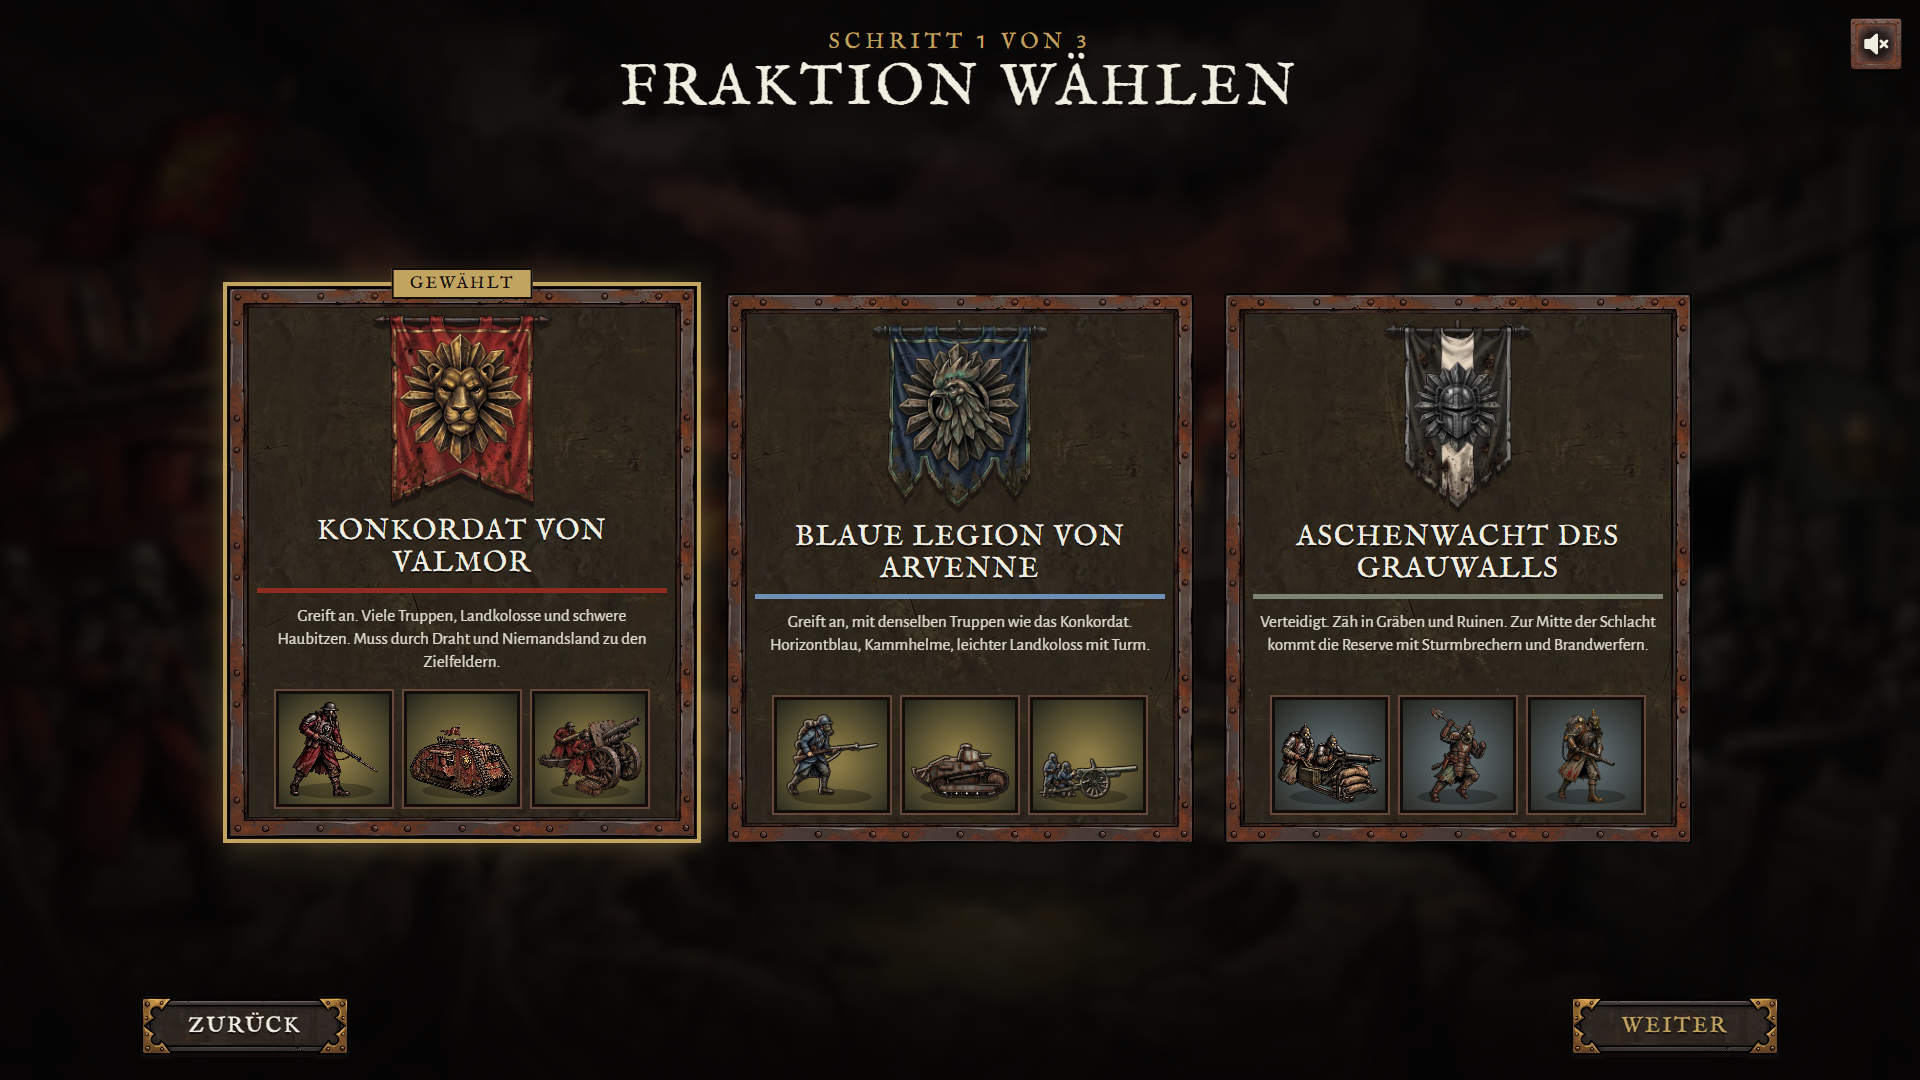 SCHRITT 1 VON 3
FRAKTION WÄHLEN
GEWÄHLT
KONKORDAT VON
VALMOR
Greift an. Viele Truppen, Landkolosse und schwere
Haubitzen. Muss durch Draht und Niemandsland zu den
Zielfeldern.
BLAUE LEGION VON
ARVENNE
Greift an, mit denselben Truppen wie das Konkordat.
Horizontblau, Kammhelme, leichter Landkoloss mit Turm.
ASCHENWACHT DES
GRAUWALLS
Verteidigt. Zäh in Gräben und Ruinen. Zur Mitte der Schlacht
kommt die Reserve mit Sturmbrechern und Brandwerfern.
ZURÜCK
WEITER